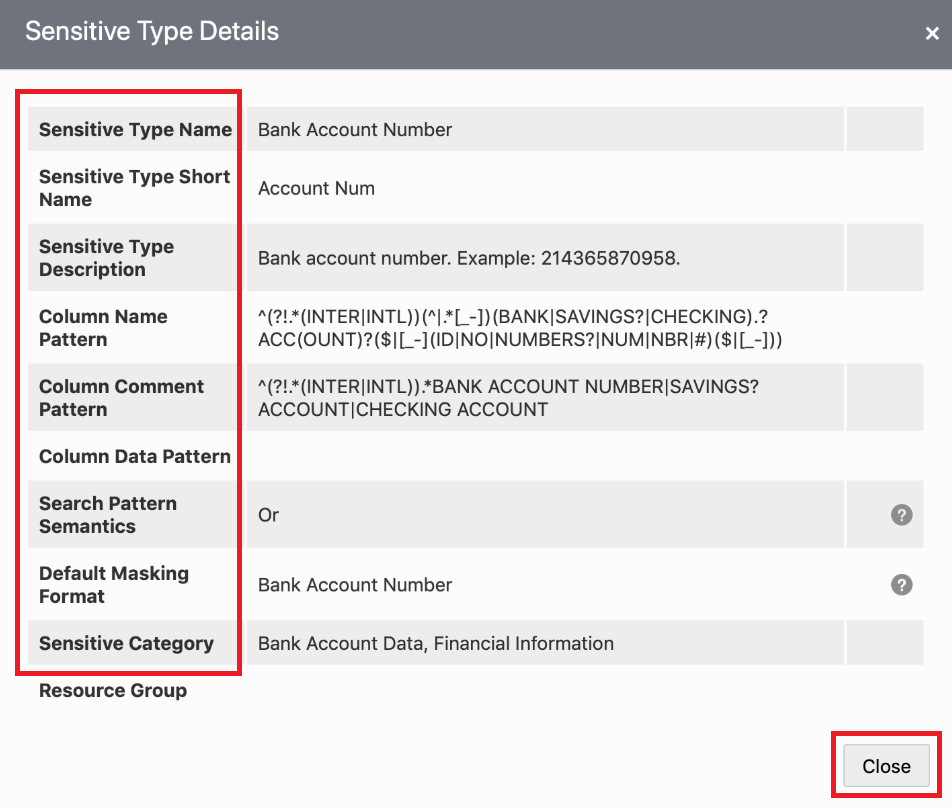 Sensitive Type Details
×
Sensitive Type Name Bank Account Number
Sensitive Type Short
Name
Account Num
Sensitive Type
Description
Bank account number. Example: 214365870958.
Column Name
Pattern
^(?!.*(INTER|INTL))(^|.*[_-])(BANK|SAVINGS?|CHECKING).?
ACC(OUNT)?($|[_-](ID|NO|NUMBERS?|NUM|NBR|#)($|[_-]))
Column Comment
Pattern
^(?!.*(INTER|INTL)).*BANK ACCOUNT NUMBER|SAVINGS?
ACCOUNT|CHECKING ACCOUNT
Column Data Pattern
Search Pattern
Semantics
Or
?
Default Masking
Format
Bank Account Number
?
Sensitive Category Bank Account Data, Financial Information
Resource Group
Close